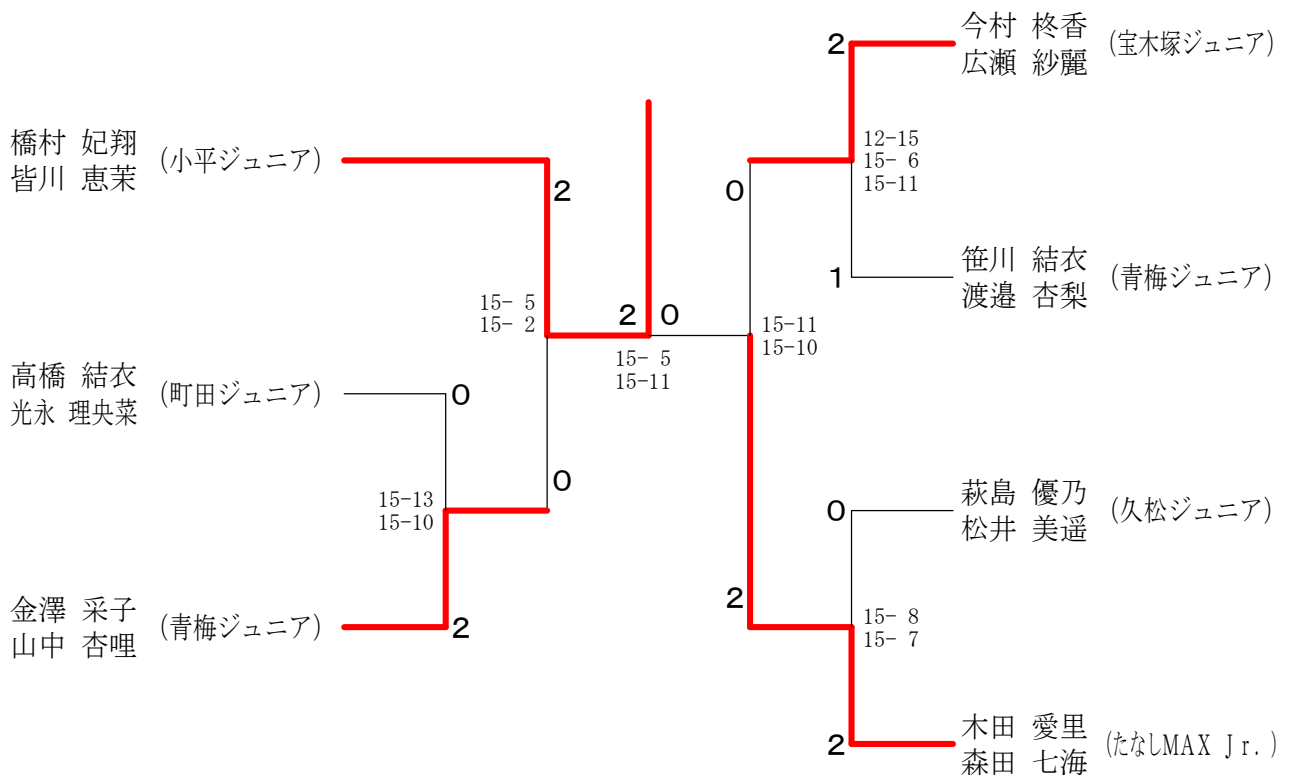 橋村 妃翔
皆川 恵茉
(小平ジュニア)
2
15- 5
15- 2
高橋 結衣
光永 理央菜
(町田ジュニア)
0
15-13
15-10
0
金澤 采子
山中 杏哩
(青梅ジュニア)
2
2 0
15- 5
15-11
今村 柊香
広瀬 紗麗
(宝木塚ジュニア)
2
12-15
15- 6
15-11
0
笹川 結衣
渡邉 杏梨
(青梅ジュニア)
1
15-11
15-10
萩島 優乃
松井 美遥
(久松ジュニア)
0
2
15- 8
15- 7
木田 愛里
森田 七海
(たなしMAX Jr.)
2